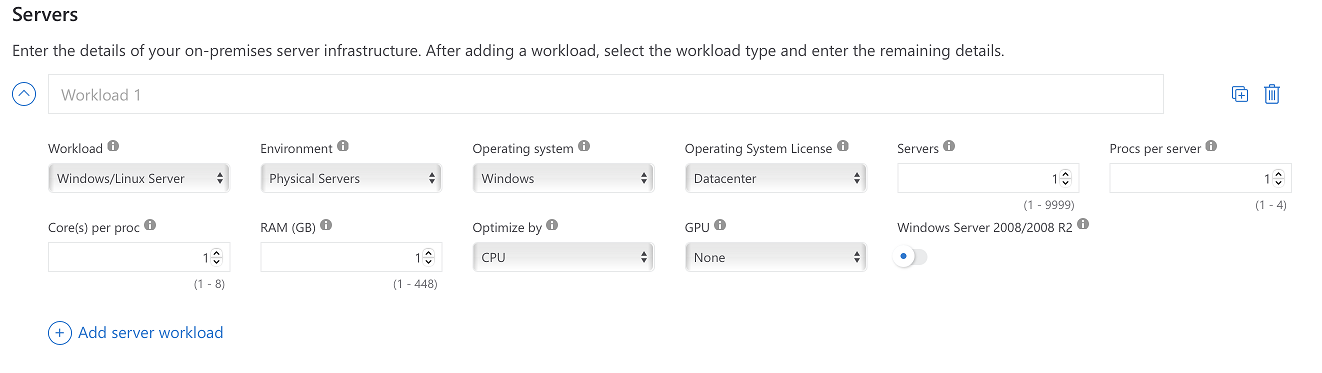 Servers
Enter the details of your on-premises server infrastructure. After adding a workload, select the workload type and enter the remaining details.
Workload 1
Workload Environment Operating system Operating System License Servers Procs per server
Windows/Linux Server Physical Servers Windows Datacenter 1 1
(1 - 9999) (1 - 4)
Core(s) per proc RAM (GB) Optimize by GPU Windows Server 2008/2008 R2
1 1 CPU None
(1 - 8) (1 - 448)
Add server workload